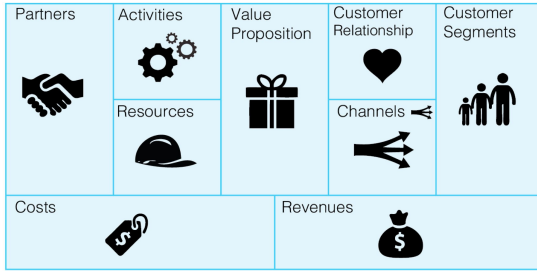 Partners
Activities
Value
Proposition
Customer
Relationship
Customer
Segments
Resources
Channels
Costs
$
Revenues
$